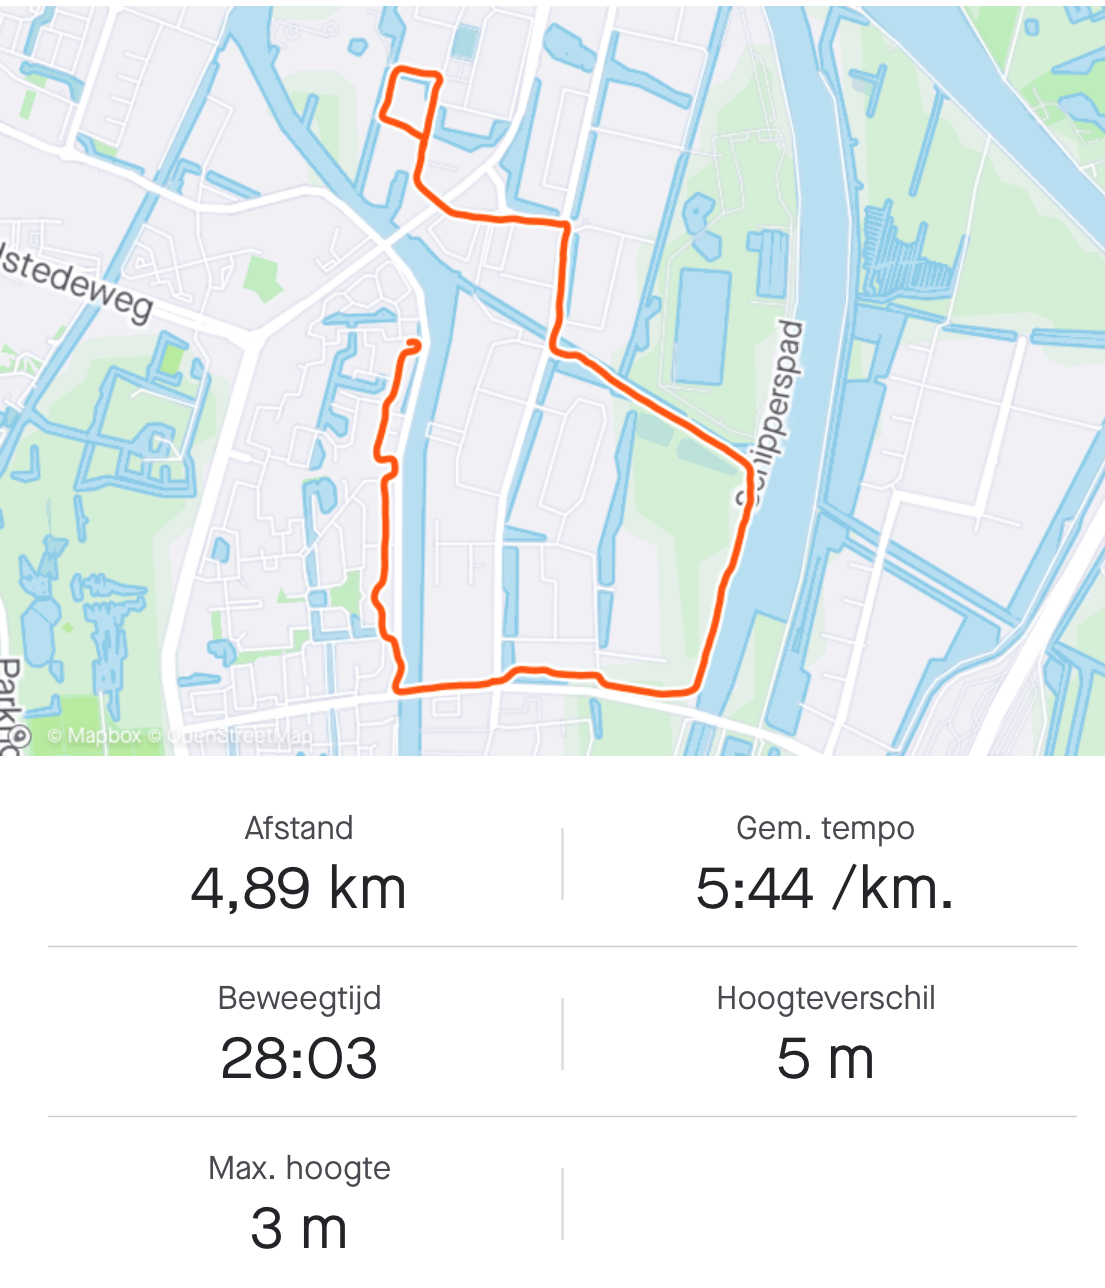 lstedeweg
Schipperspad
Park
© Mapbox © OpenStreetMap
Afstand
4,89 km
Gem. tempo
5:44 /km.
Beweegtijd
28:03
Hoogteverschil
5 m
Max. hoogte
3 m